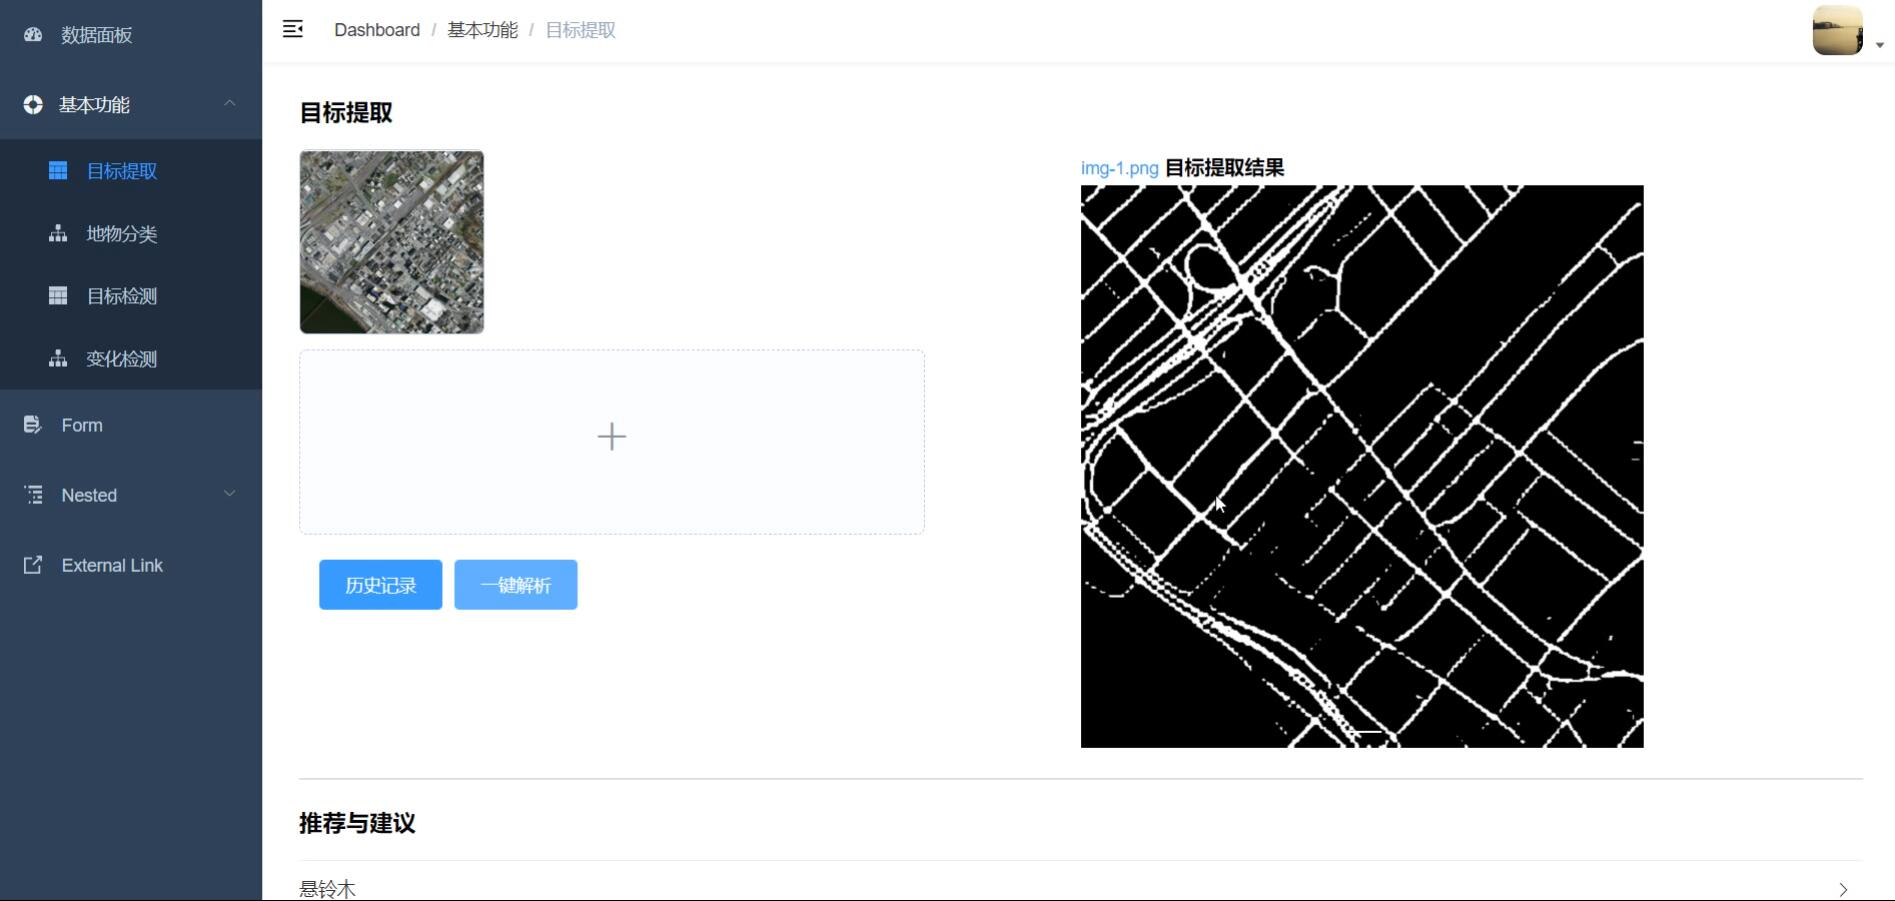 数据面板
基本功能
目标提取
地物分类
目标检测
变化检测
Form
Nested
External Link
Dashboard / 基本功能 / 目标提取
目标提取
img-1.png 目标提取结果
历史记录 一键解析
推荐与建议
悬铃木